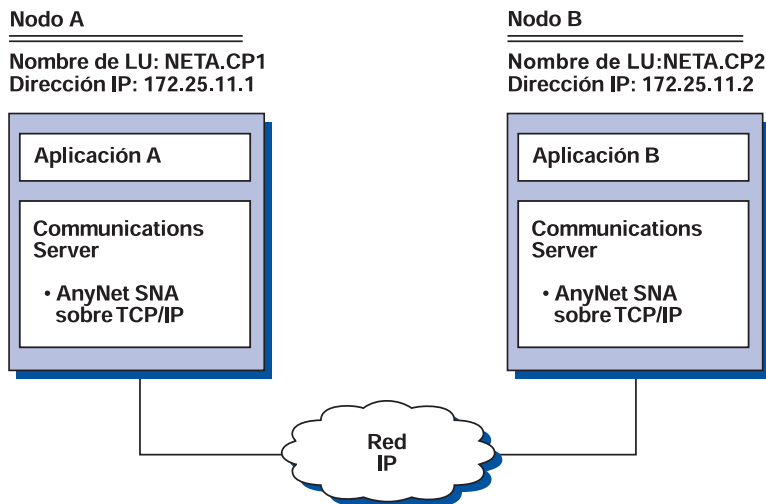 Nodo A
Nombre de LU: NETA.CP1
Dirección IP: 172.25.11.1
Aplicación A
Communications
Server
• AnyNet SNA
sobre TCP/IP
Nodo B
Nombre de LU:NETA.CP2
Dirección IP: 172.25.11.2
Aplicación B
Communications
Server
• AnyNet SNA
sobre TCP/IP
Red
IP